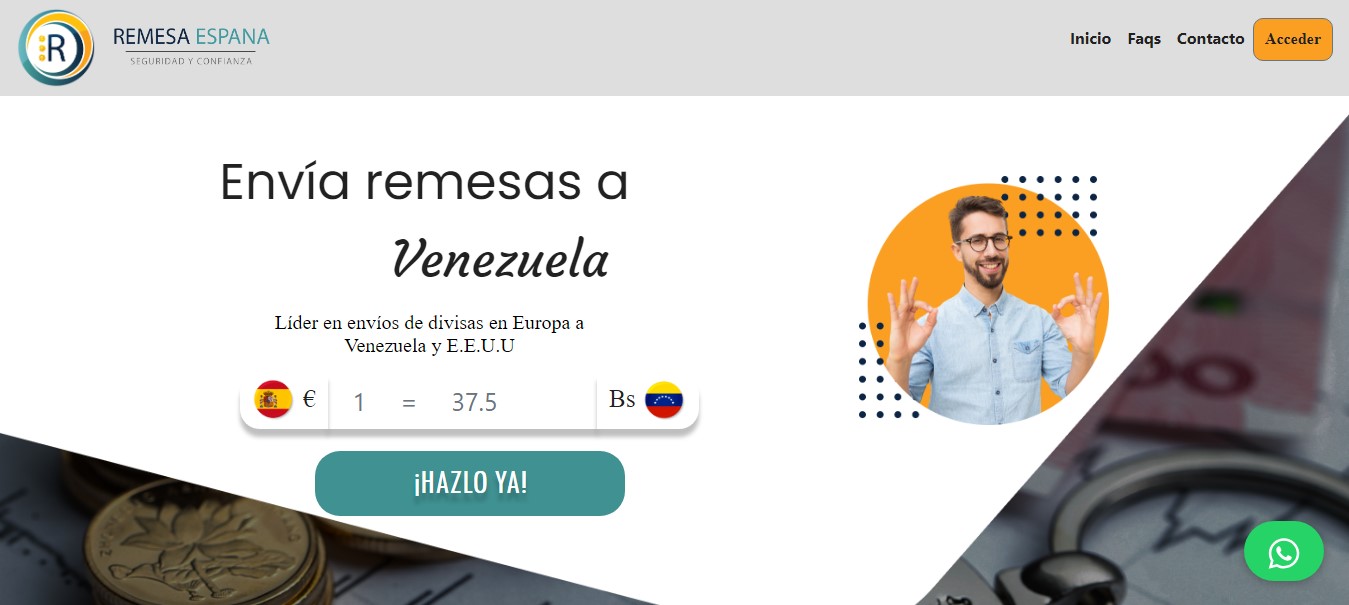 R
REMESA ESPANA
SEGURIDAD Y CONFIANZA
Inicio
Faqs
Contacto
Acceder
Envía remesas a
Venezuela
Líder en envíos de divisas en Europa a
Venezuela y E.E.U.U
€ 1 = 37.5 Bs
¡HAZLO YA!